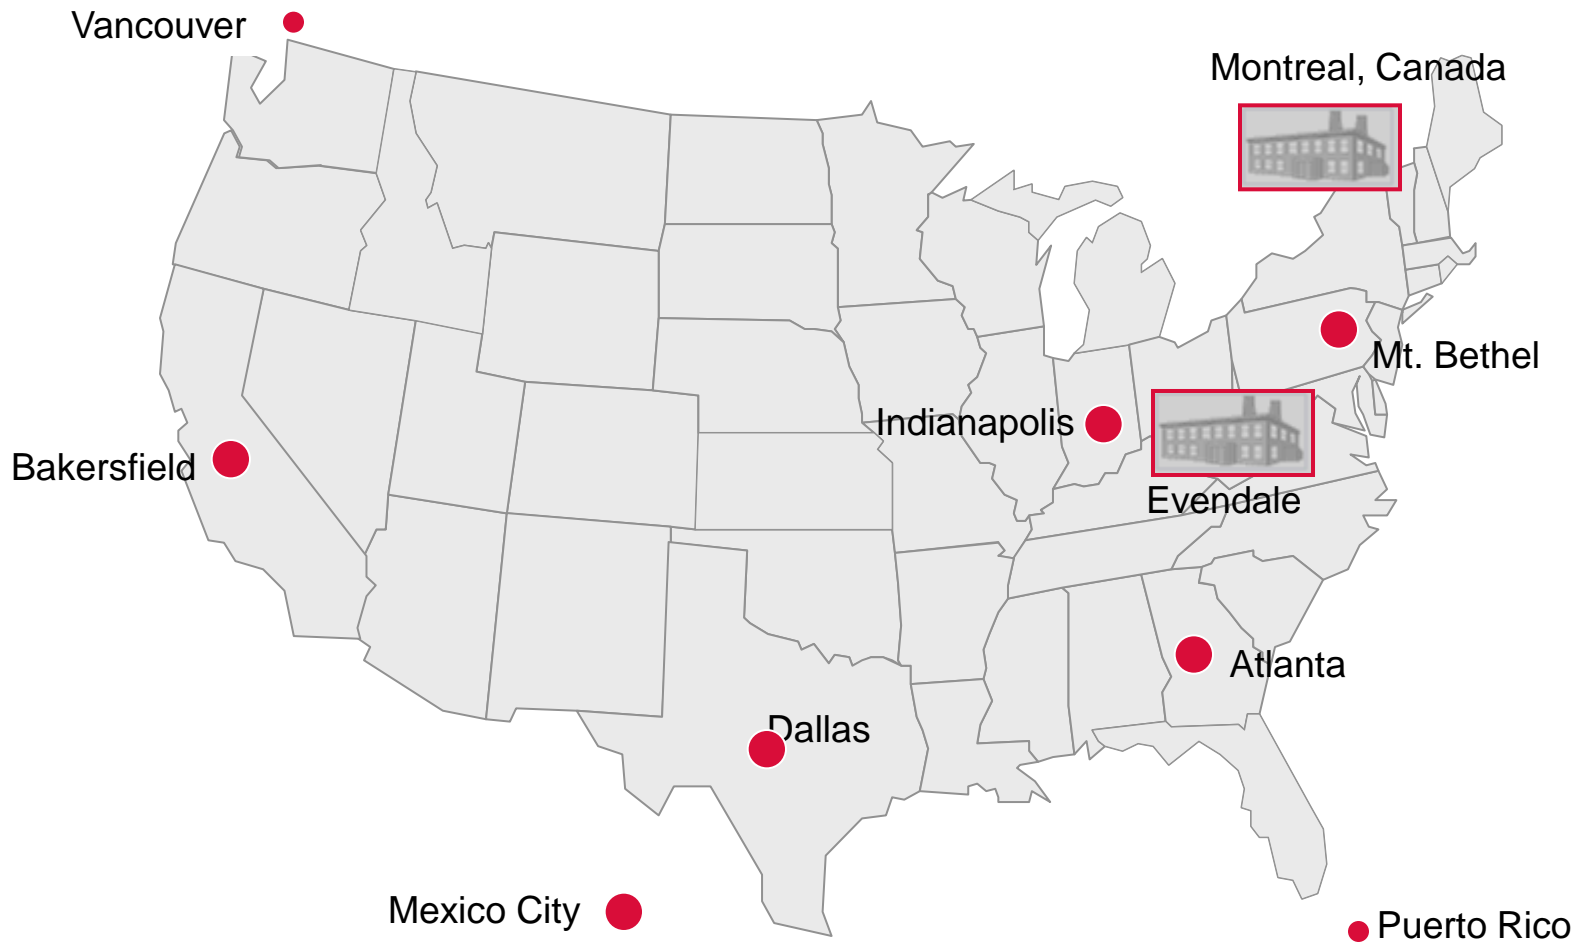 Vancouver
Montreal, Canada
Mt. Bethel
Indianapolis
Bakersfield
Evendale
Atlanta
Dallas
Mexico City
Puerto Rico